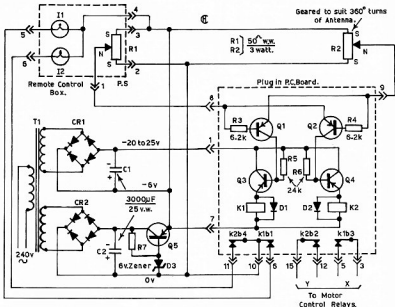 I1
4
5
S
3
Geared to suit 360° turns
of Antenna.
N
R1
R1
R2
50Ω w.w.
3 watt.
S
R2
N
S
6
I2
S
2
Remote Control
Box.
P.S
1
Plug in P.C. Board.
8
9
R3
6.2k
Q1
Q2
R4
6.2k
T1
CR1
-20 to 25v
1
C1
R5
R6
24k
Q3
Q4
-6v
K1
D1
D2
K2
CR2
3000µF
25 v.w.
7
240v
C2
R7
Q5
6v.Zener
D3
0v
k2b4
k1b1
k2b2
k1b3
11
10
5
15
12
5
3
Y
X
To Motor
Control Relays.